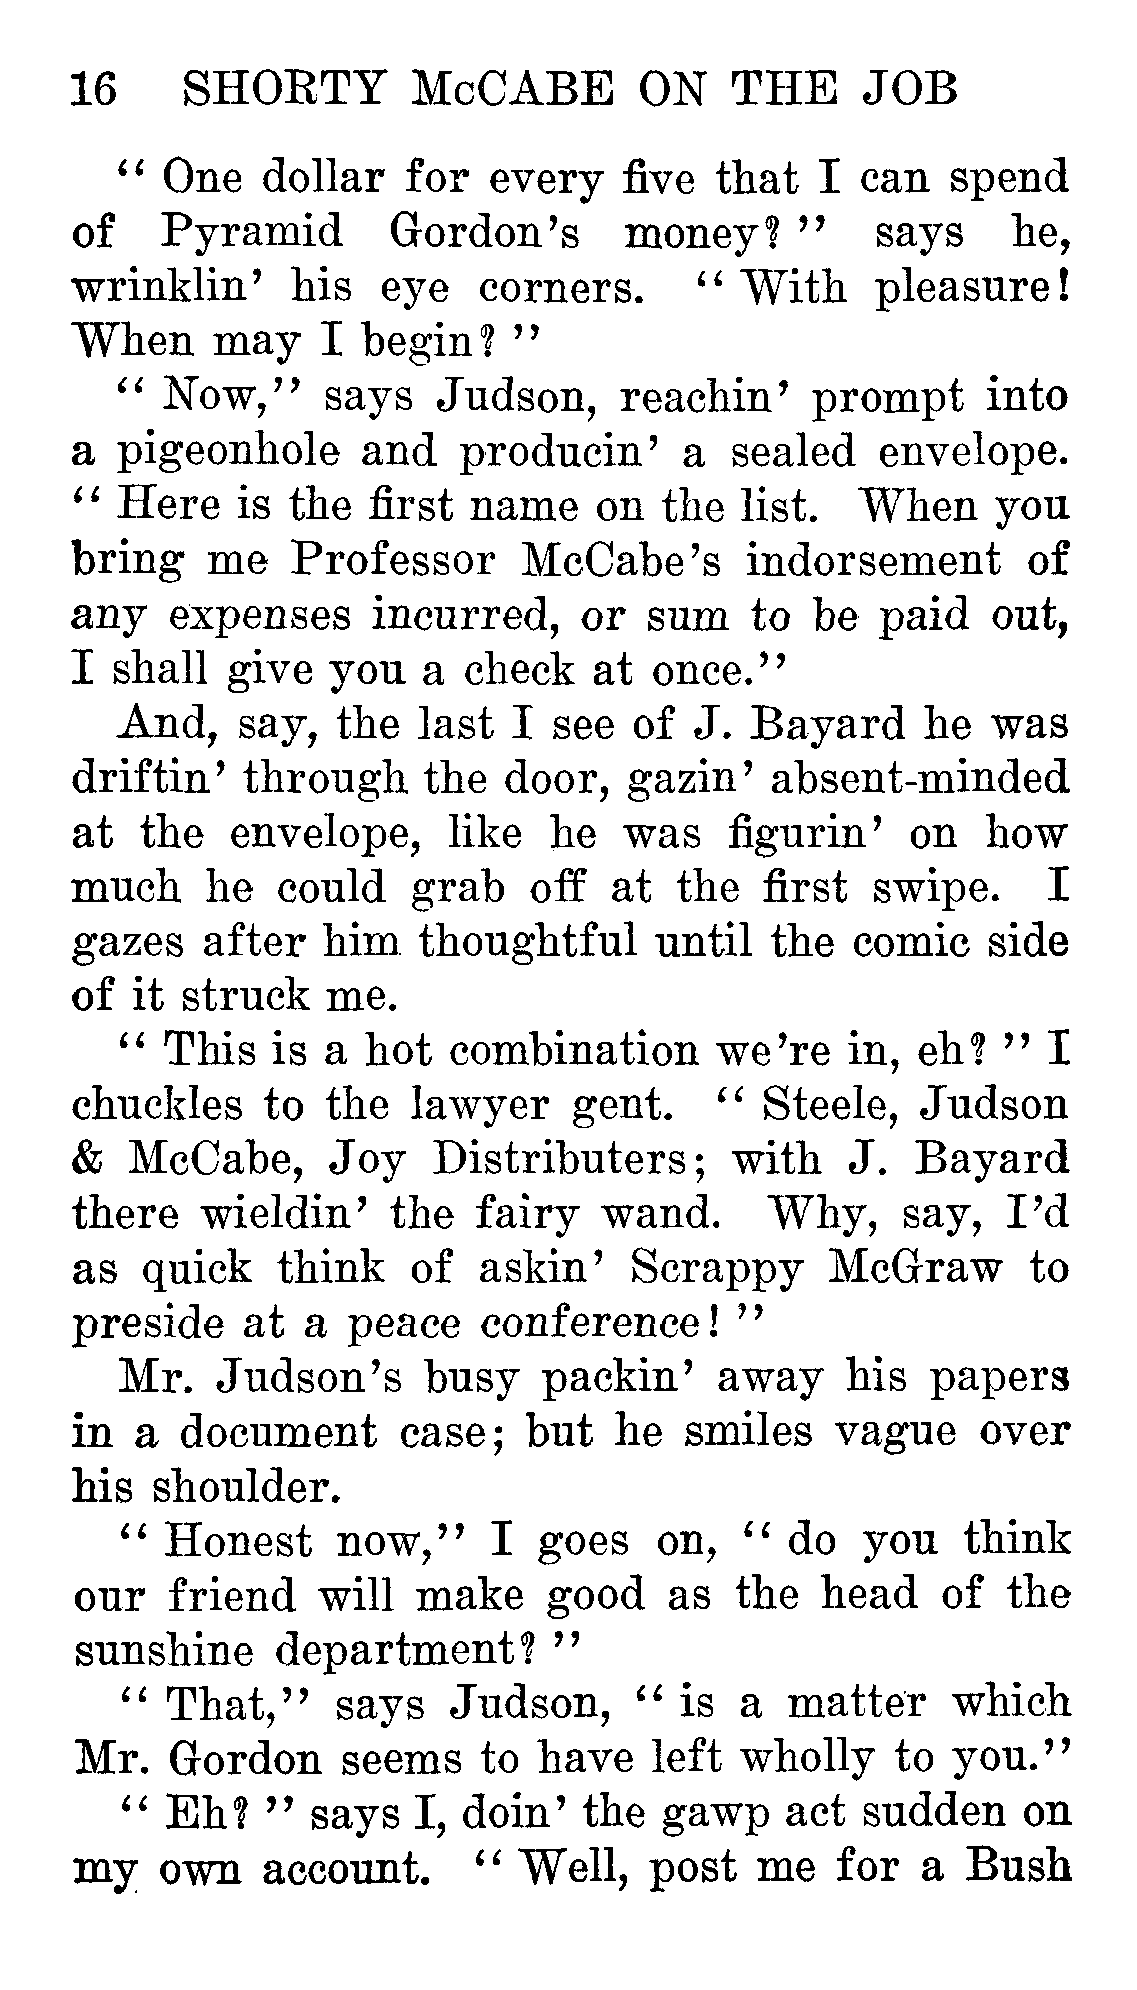 16 SHORTY McCABE ON THE JOB
“ One dollar for every five that I can spend
of Pyramid Gordon’s money? ” says he,
wrinklin’ his eye corners. “ With pleasure!
When may I begin? ”
“ Now,” says Judson, reachin’ prompt into
a pigeonhole and producin’ a sealed envelope.
“ Here is the first name on the list. When you
bring me Professor McCabe’s indorsement of
any expenses incurred, or sum to be paid out,
I shall give you a check at once.”
And, say, the last I see of J. Bayard he was
driftin’ through the door, gazin’ absent-minded
at the envelope, like he was figurin’ on how
much he could grab off at the first swipe. I
gazes after him thoughtful until the comic side
of it struck me.
“ This is a hot combination we’re in, eh? ” I
chuckles to the lawyer gent. “ Steele, Judson
& McCabe, Joy Distributers; with J. Bayard
there wieldin’ the fairy wand. Why, say, I’d
as quick think of askin’ Scrappy McGraw to
preside at a peace conference! ”
Mr. Judson’s busy packin’ away his papers
in a document case; but he smiles vague over
his shoulder.
“ Honest now,” I goes on, “ do you think
our friend will make good as the head of the
sunshine department? ”
“ That,” says Judson, “ is a matter which
Mr. Gordon seems to have left wholly to you.”
“ Eh? ” says I, doin’ the gawp act sudden on
my own account. “ Well, post me for a Bush